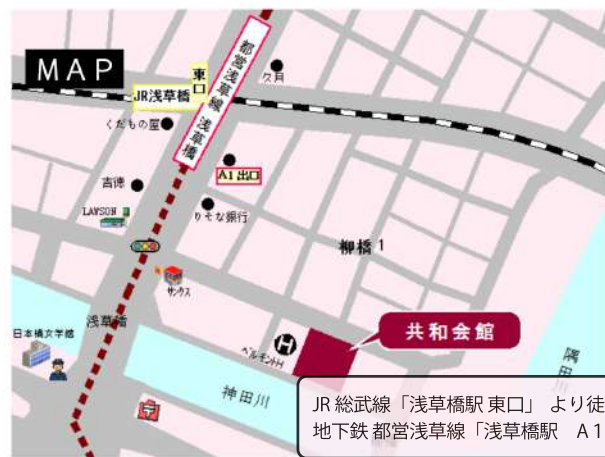 MAP
都営浅草線 浅草橋
東口
JR浅草橋
久月
くだもの屋
A1出口
吉徳
LAWSON
りそな銀行
柳橋 1
サンクス
浅草橋
日本橋女学館
ベルモントH
H
共和会館
神田川
隅田川
JR 総武線「浅草橋駅 東口」 より徒
地下鉄 都営浅草線「浅草橋駅 A1